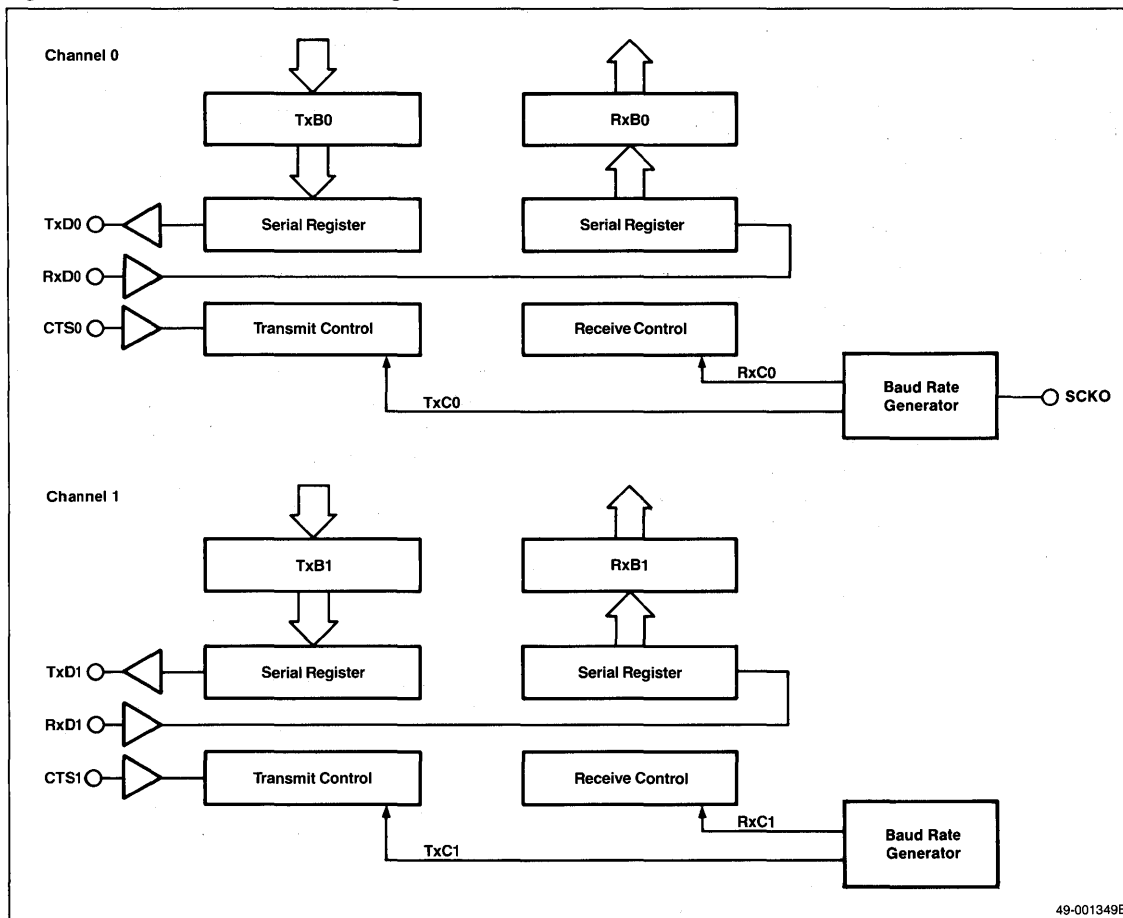 Channel 0
TxB0
RxB0
TxD0
Serial Register
Serial Register
RxD0
CTS0
Transmit Control
Receive Control
RxC0
TxC0
Baud Rate
Generator
SCKO
Channel 1
TxB1
RxB1
TxD1
Serial Register
Serial Register
RxD1
CTS1
Transmit Control
Receive Control
RxC1
TxC1
Baud Rate
Generator
49-001349B